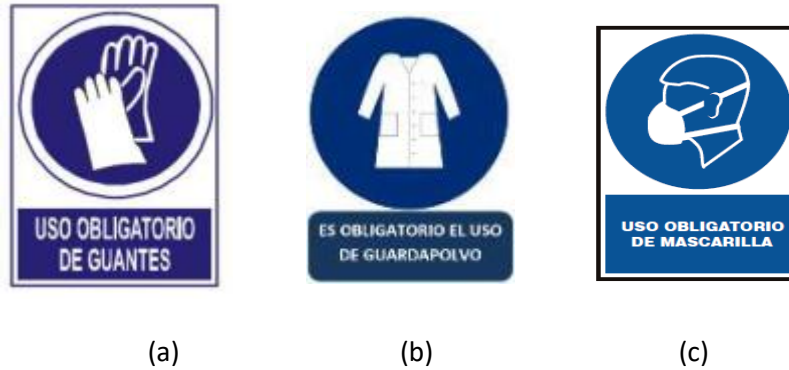 USO OBLIGATORIO
DE GUANTES
ES OBLIGATORIO EL USO
DE GUARDAPOLVO
USO OBLIGATORIO
DE MASCARILLA
(a)
(b)
(c)